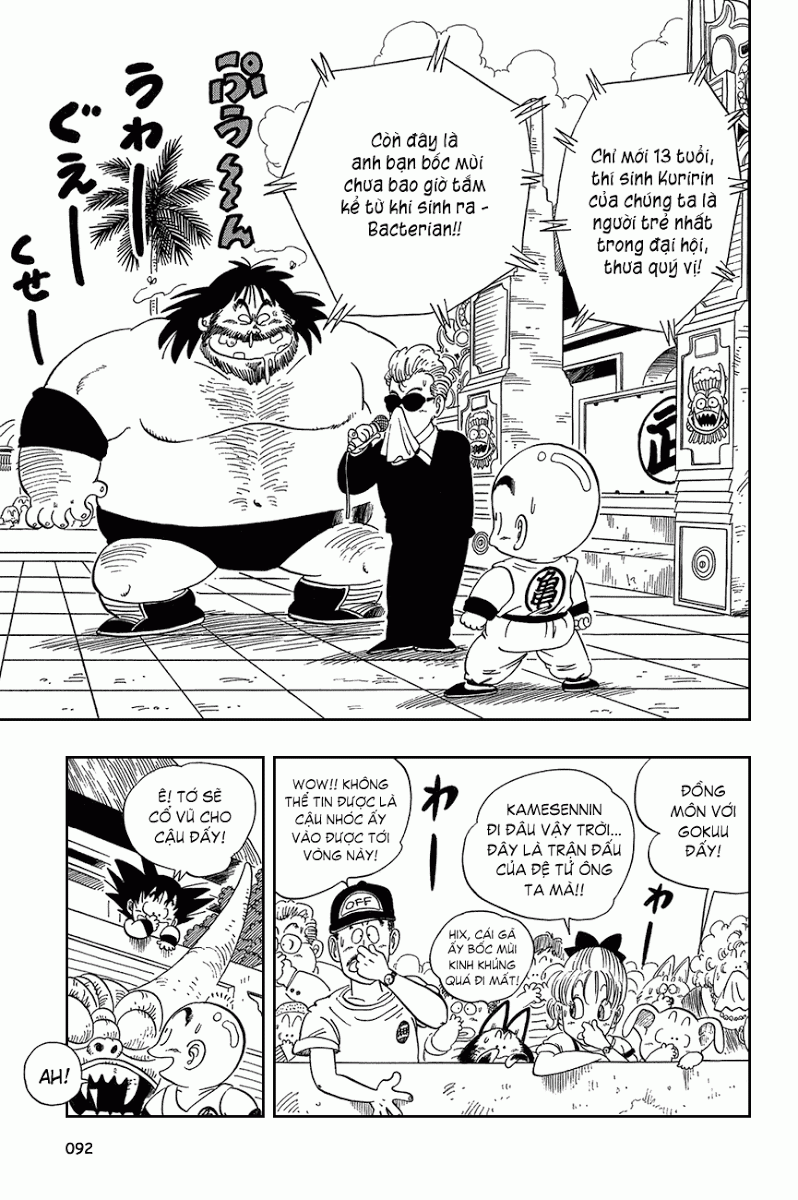 Chỉ mới 13 tuổi,
thí sinh Kuririn
của chúng ta là
người trẻ nhất
trong đại hội,
thưa quý vị!
Còn đây là
anh bạn bốc mùi
chưa bao giờ tắm
kể từ khi sinh ra -
Bacterian!!
ぷぅ〜〜ん
うわーー
ぐえーー
くせーー
武
亀
ĐỒNG
MÔN VỚI
GOKUU
ĐẤY!
KAMESENNIN
ĐI ĐÂU VẬY TRỜI...
ĐÂY LÀ TRẬN ĐẤU
CỦA ĐỆ TỬ ÔNG
TA MÀ!!
HIX, CÁI GÃ
ẤY BỐC MÙI
KINH KHỦNG
QUÁ ĐI MẤT!
WOW!! KHÔNG
THỂ TIN ĐƯỢC LÀ
CẬU NHÓC ẤY
VÀO ĐƯỢC TỚI
VÒNG NÀY!
わー
わー
OFF
Ê! TỚ SẼ
CỔ VŨ CHO
CẬU ĐẤY!
AH!
092